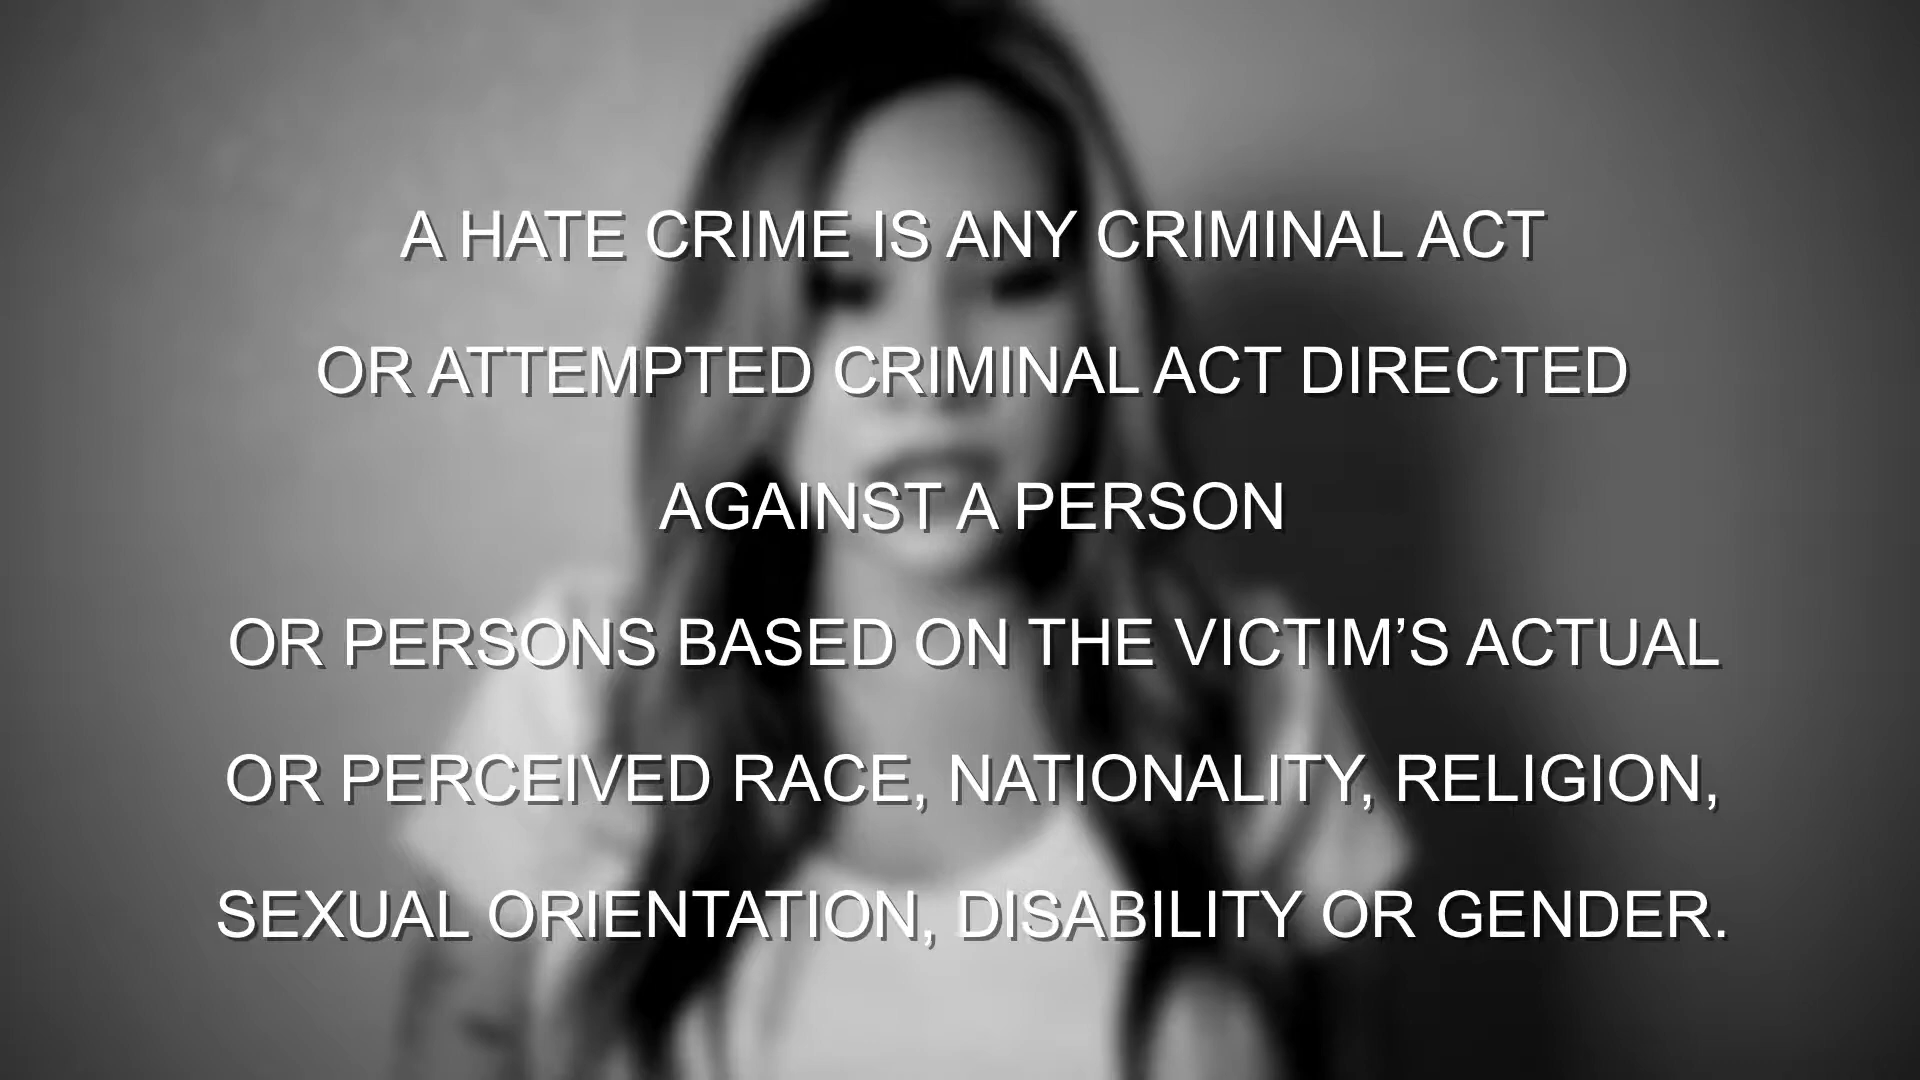 A HATE CRIME IS ANY CRIMINAL ACT
OR ATTEMPTED CRIMINAL ACT DIRECTED
AGAINST A PERSON
OR PERSONS BASED ON THE VICTIM’S ACTUAL
OR PERCEIVED RACE, NATIONALITY, RELIGION,
SEXUAL ORIENTATION, DISABILITY OR GENDER.